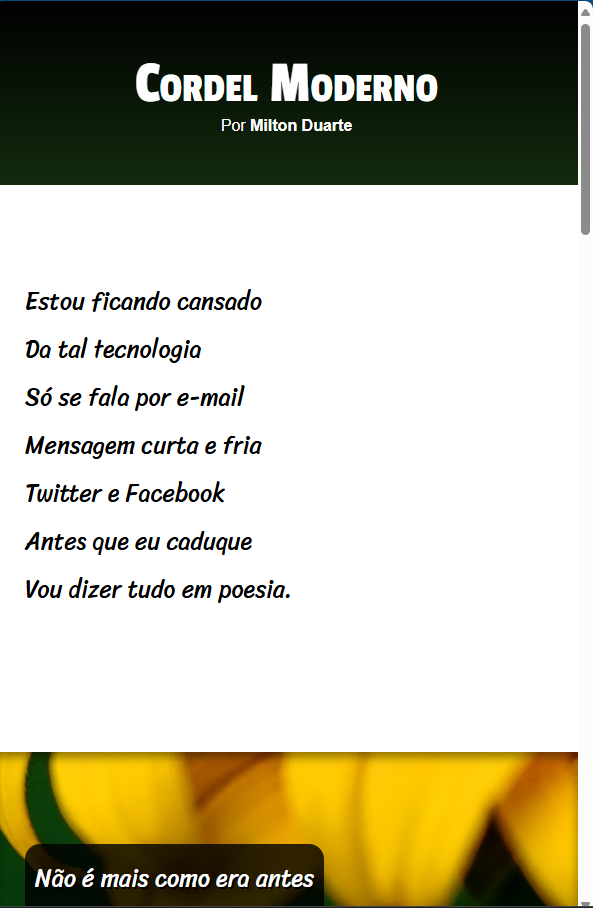 Cordel Moderno
Por Milton Duarte
Estou ficando cansado
Da tal tecnologia
Só se fala por e-mail
Mensagem curta e fria
Twitter e Facebook
Antes que eu caduque
Vou dizer tudo em poesia.
Não é mais como era antes